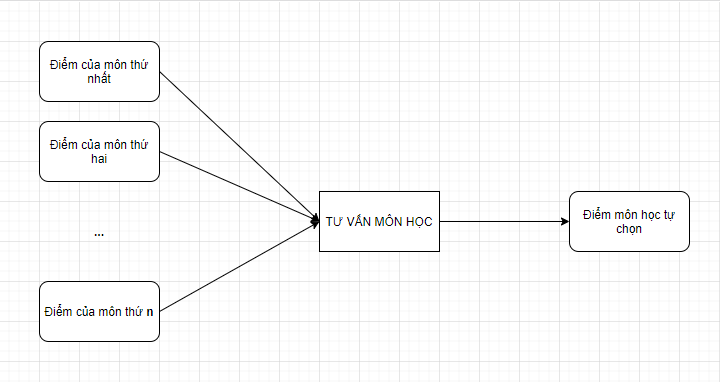 Điểm của môn thứ
nhất
Điểm của môn thứ
hai
...
Điểm của môn thứ n
TƯ VẤN MÔN HỌC
Điểm môn học tự
chọn